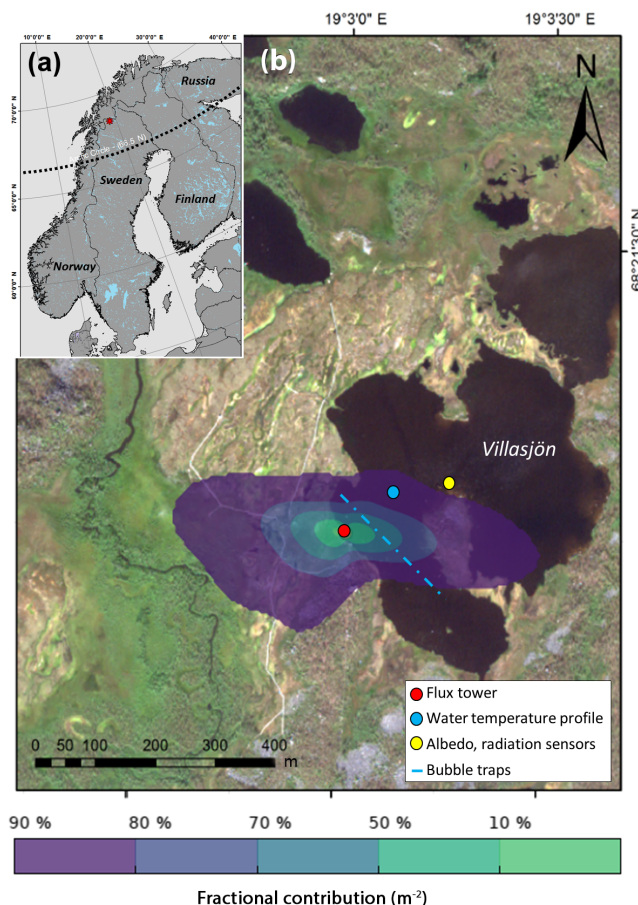 19°3'0" E
19°3'30" E
10°0'0" E
20°0'0" E
30°0'0" E
40°0'0" E
(a)
(b)
N
Russia
70°0'0" N
Sweden
65°0'0" N
Finland
68°21'30" N
Norway
60°0'0" N
Villasjön
Flux tower
Water temperature profile
Albedo, radiation sensors
Bubble traps
0 50 100 200 300 400
m
90 % 80 % 70 % 50 % 10 %
Fractional contribution (m⁻²)